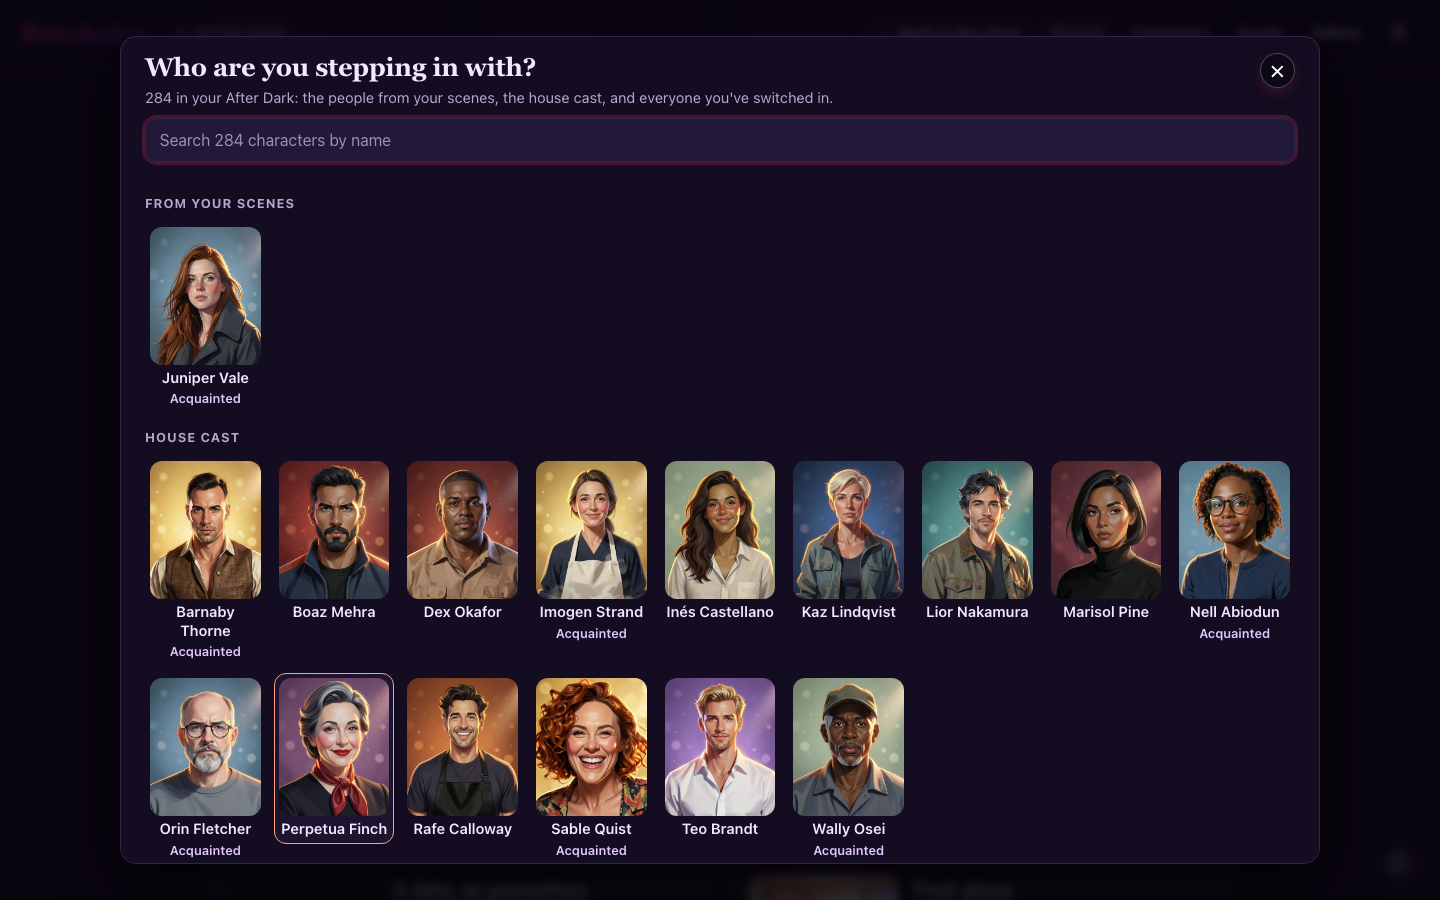 Who are you stepping in with?
284 in your After Dark: the people from your scenes, the house cast, and everyone you've switched in.
Search 284 characters by name
FROM YOUR SCENES
Juniper Vale
Acquainted
HOUSE CAST
Barnaby Thorne
Acquainted
Boaz Mehra
Dex Okafor
Imogen Strand
Acquainted
Inés Castellano
Kaz Lindqvist
Lior Nakamura
Marisol Pine
Nell Abiodun
Acquainted
Orin Fletcher
Acquainted
Perpetua Finch
Rafe Calloway
Sable Quist
Acquainted
Teo Brandt
Wally Osei
Acquainted